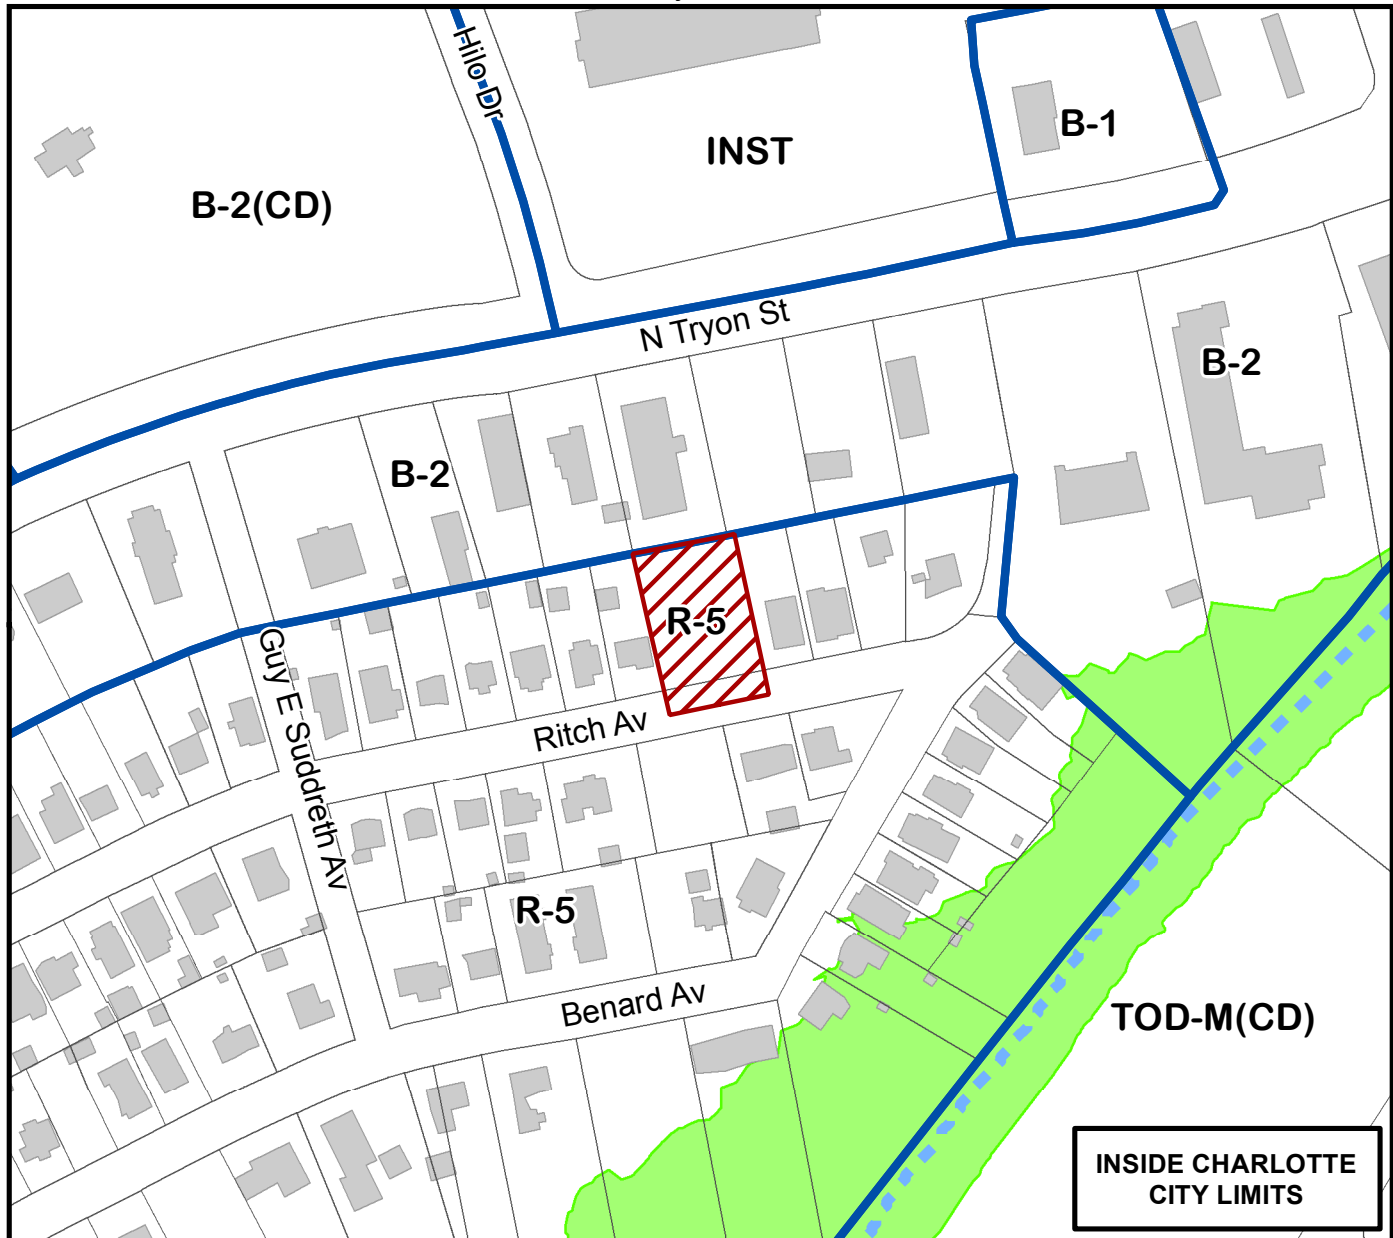 Hilo Dr
B-1
INST
B-2(CD)
N Tryon St
B-2
B-2
R-5
Guy E Suddreth Av
Ritch Av
R-5
Benard Av
TOD-M(CD)
INSIDE CHARLOTTE
CITY LIMITS